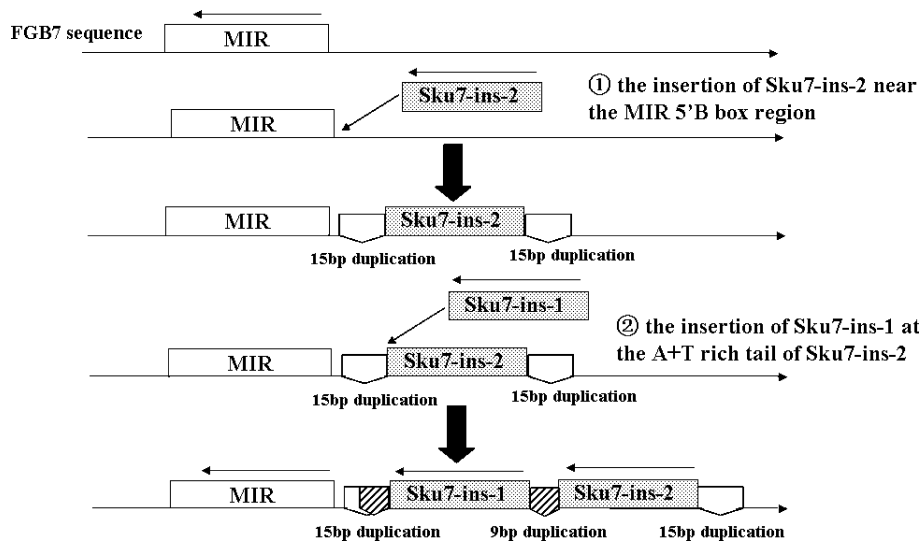 FGB7 sequence
MIR
Sku7-ins-2
① the insertion of Sku7-ins-2 near
the MIR 5'B box region
MIR
MIR
Sku7-ins-2
15bp duplication
15bp duplication
Sku7-ins-1
② the insertion of Sku7-ins-1 at
the A+T rich tail of Sku7-ins-2
MIR
Sku7-ins-2
15bp duplication
15bp duplication
MIR
Sku7-ins-1
Sku7-ins-2
15bp duplication
9bp duplication
15bp duplication